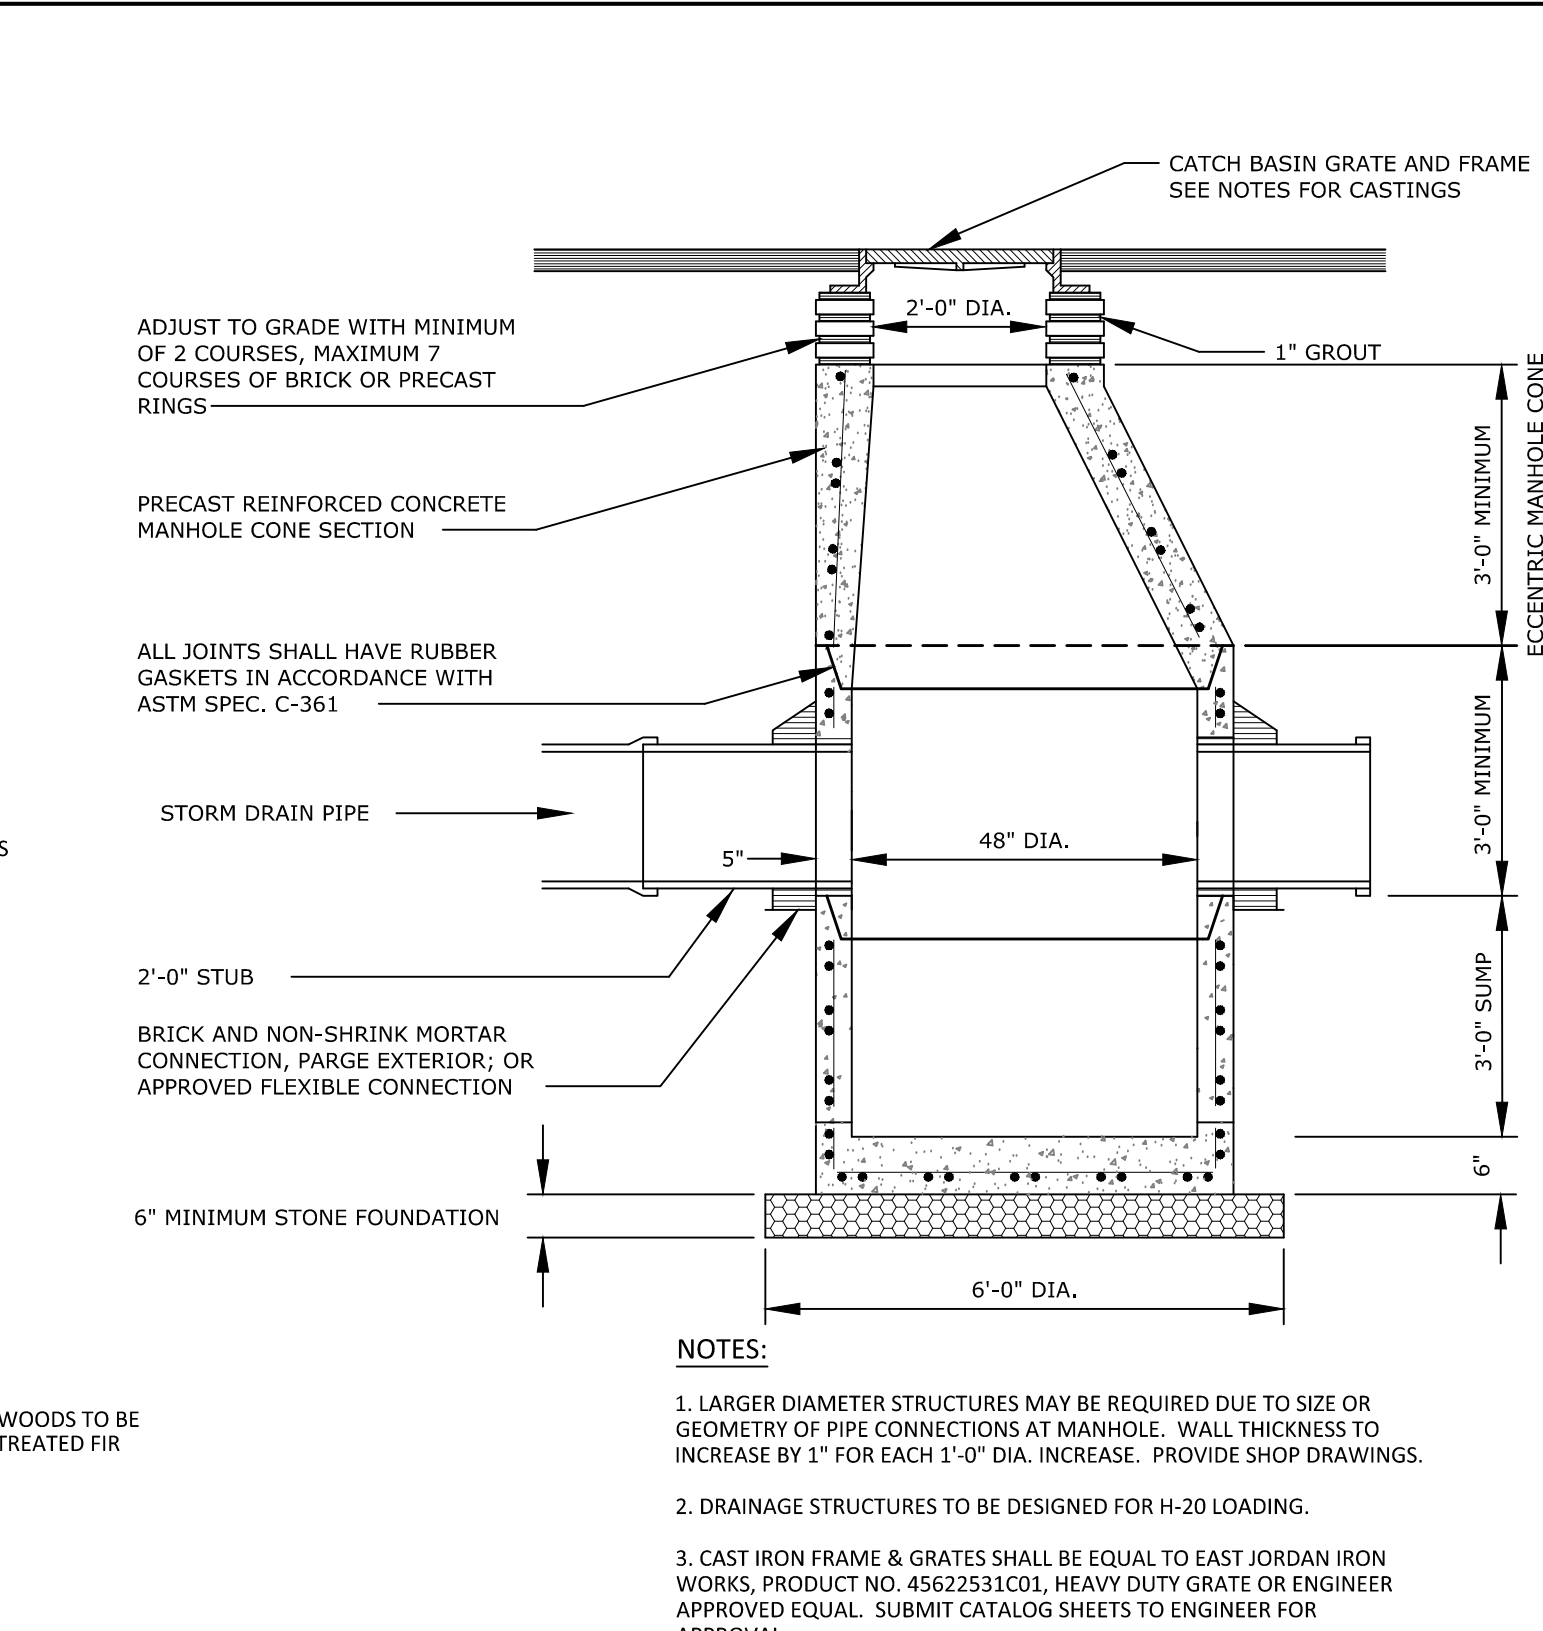 CATCH BASIN GRATE AND FRAME
SEE NOTES FOR CASTINGS
2'-0" DIA.
ADJUST TO GRADE WITH MINIMUM
OF 2 COURSES, MAXIMUM 7
COURSES OF BRICK OR PRECAST
RINGS
1" GROUT
ECCENTRIC MANHOLE CONE
3'-0" MINIMUM
PRECAST REINFORCED CONCRETE
MANHOLE CONE SECTION
ALL JOINTS SHALL HAVE RUBBER
GASKETS IN ACCORDANCE WITH
ASTM SPEC. C-361
3'-0" MINIMUM
STORM DRAIN PIPE
S
5"
48" DIA.
2'-0" STUB
3'-0" SUMP
BRICK AND NON-SHRINK MORTAR
CONNECTION, PARGE EXTERIOR; OR
APPROVED FLEXIBLE CONNECTION
6"
6" MINIMUM STONE FOUNDATION
6'-0" DIA.
NOTES:
1. LARGER DIAMETER STRUCTURES MAY BE REQUIRED DUE TO SIZE OR
GEOMETRY OF PIPE CONNECTIONS AT MANHOLE. WALL THICKNESS TO
INCREASE BY 1" FOR EACH 1'-0" DIA. INCREASE. PROVIDE SHOP DRAWINGS.
WOODS TO BE
TREATED FIR
2. DRAINAGE STRUCTURES TO BE DESIGNED FOR H-20 LOADING.
3. CAST IRON FRAME & GRATES SHALL BE EQUAL TO EAST JORDAN IRON
WORKS, PRODUCT NO. 45622531C01, HEAVY DUTY GRATE OR ENGINEER
APPROVED EQUAL. SUBMIT CATALOG SHEETS TO ENGINEER FOR